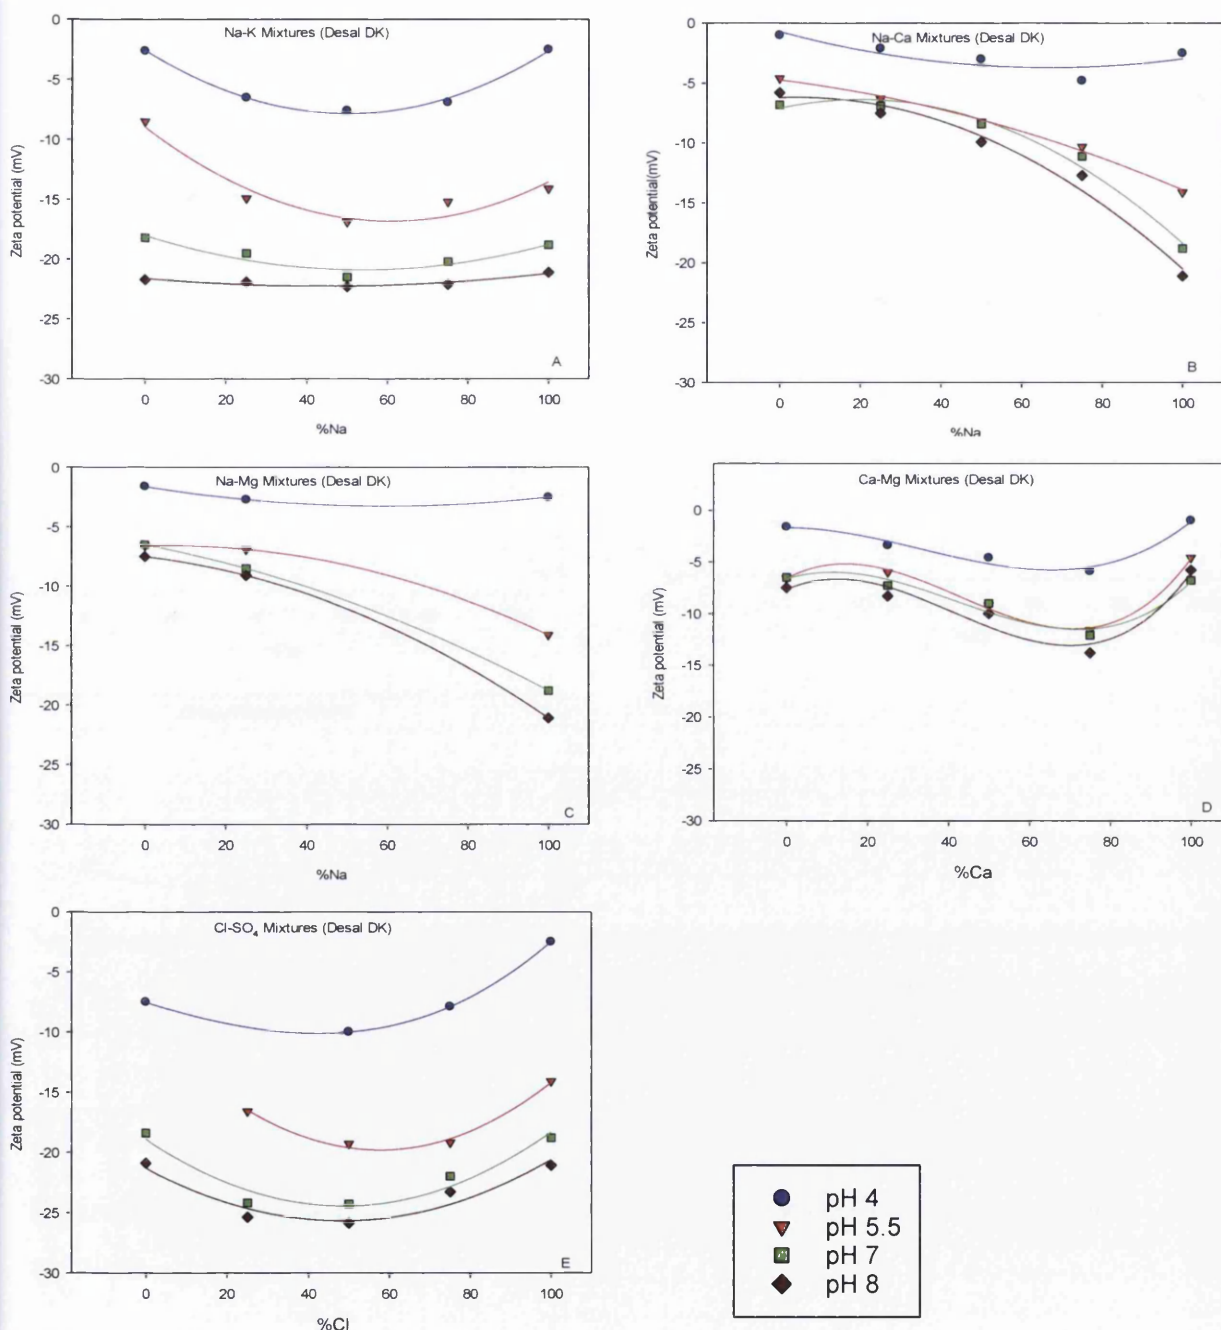 Na-K Mixtures (Desal DK)
0
-5
-10
-15
-20
-25
-30
Zeta potential (mV)
A
0 20 40 60 80 100
%Na
Na-Ca Mixtures (Desal DK)
0
-5
-10
-15
-20
-25
-30
Zeta potential(mV)
B
0 20 40 60 80 100
%Na
Na-Mg Mixtures (Desal DK)
0
-5
-10
-15
-20
-25
-30
Zeta potential (mV)
C
0 20 40 60 80 100
%Na
Ca-Mg Mixtures (Desal DK)
0
-5
-10
-15
-20
-25
-30
Zeta potential (mV)
D
0 20 40 60 80 100
%Ca
Cl-SO₄ Mixtures (Desal DK)
0
-5
-10
-15
-20
-25
-30
Zeta potential (mV)
E
0 20 40 60 80 100
%Cl
pH 4
pH 5.5
pH 7
pH 8